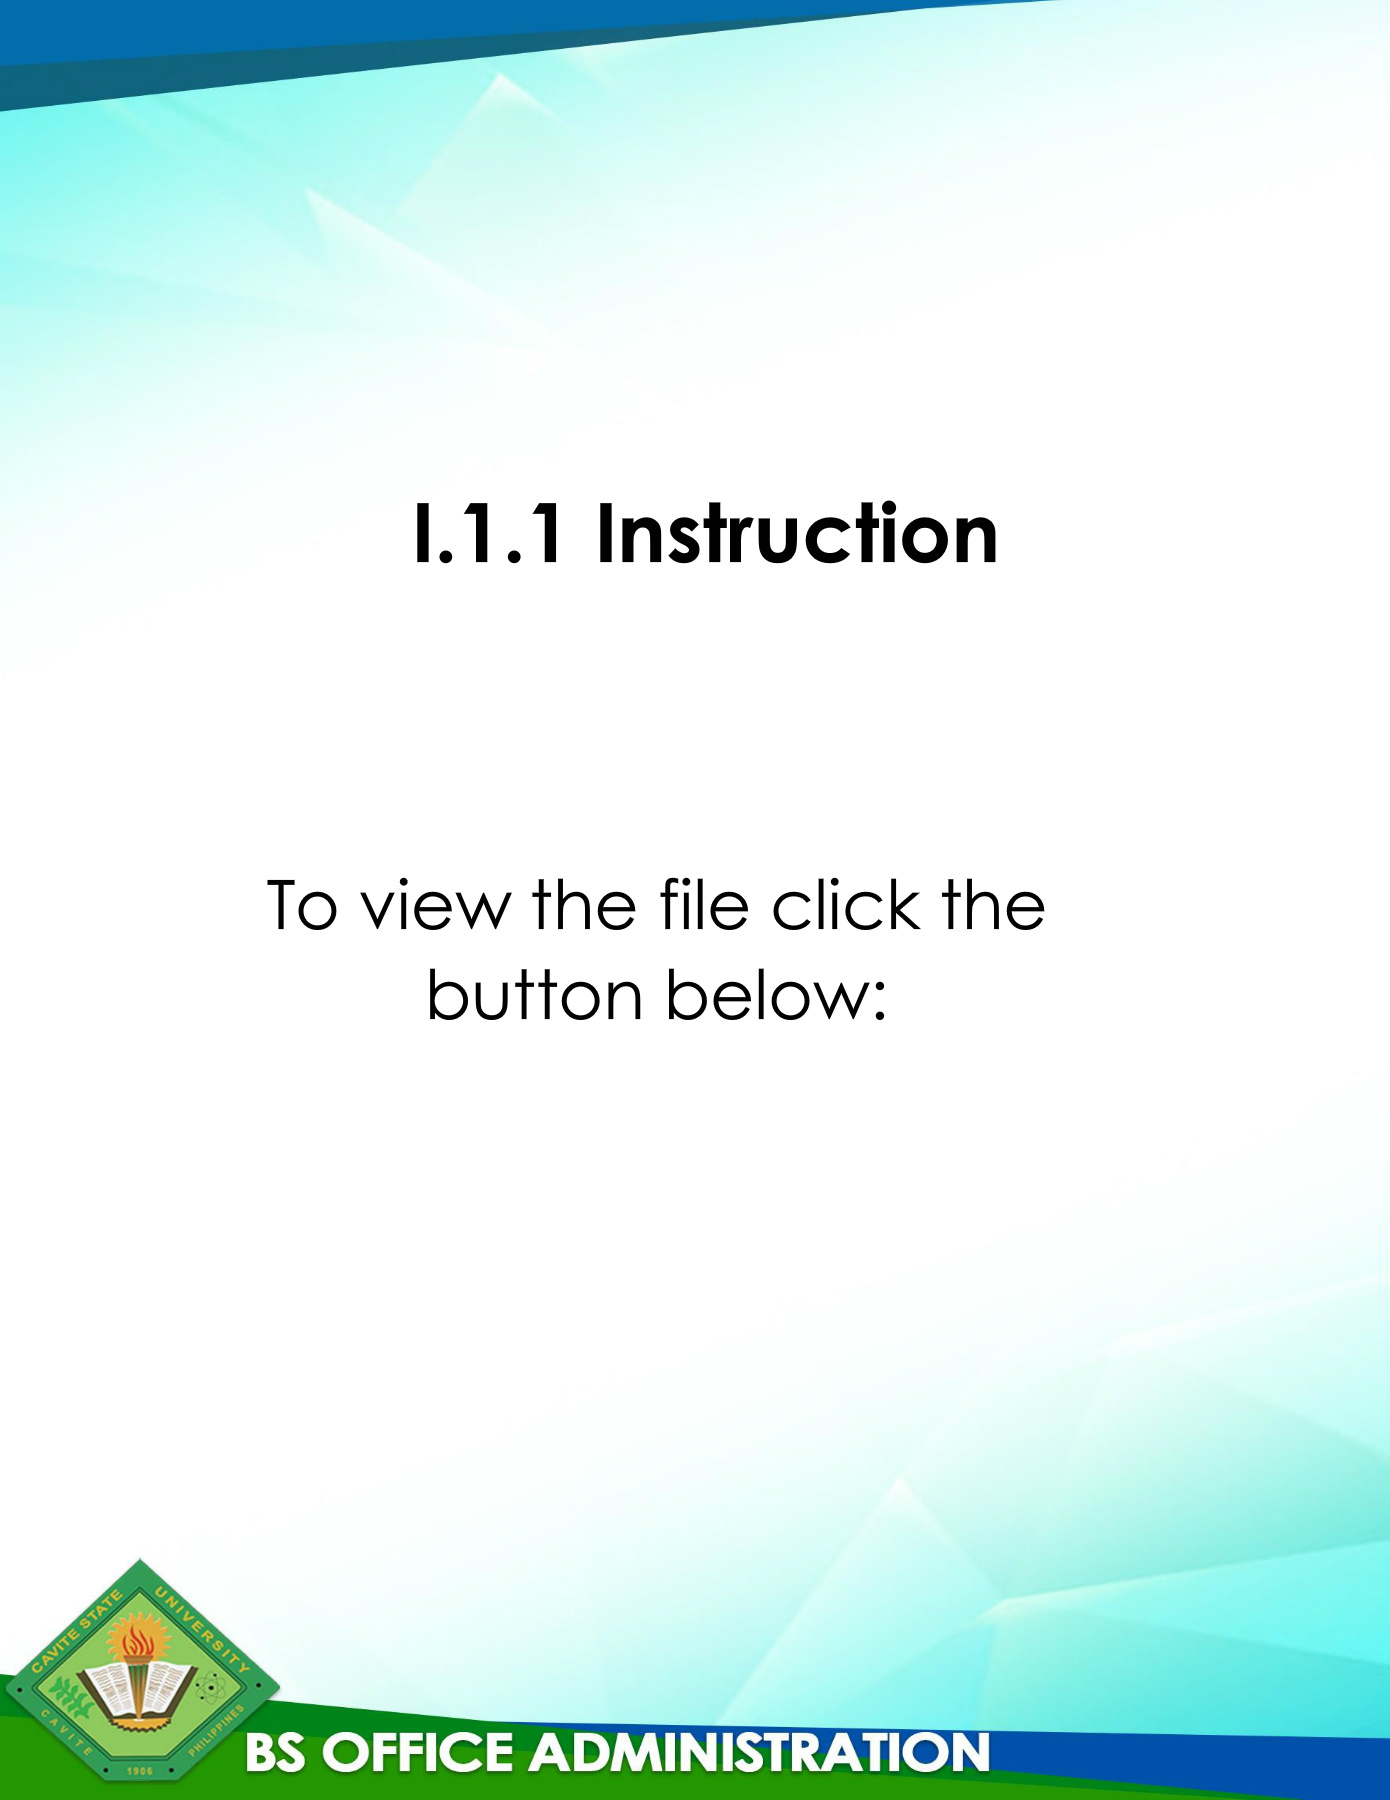 I.1.1 Instruction
To view the file click the
button below:
CAVITE STATE UNIVERSITY
CAVITE PHILIPPINES
1906
BS OFFICE ADMINISTRATION